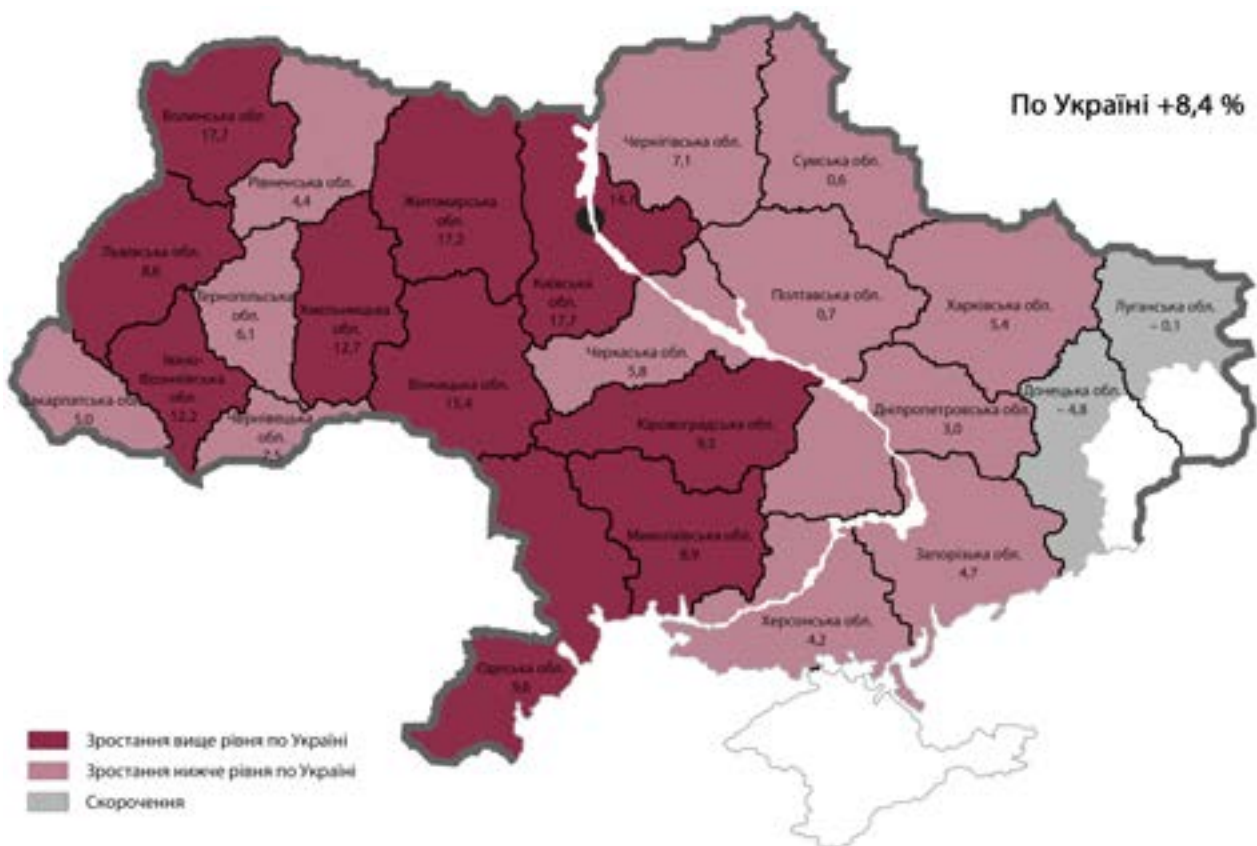 По Україні +8,4 %
Волинська обл.
17,7
Рівненська обл.
4,4
Житомирська
обл.
17,2
Київська
обл.
17,7
Чернігівська обл.
7,1
Сумська обл.
0,6
Львівська обл.
8,6
Тернопільська
обл.
6,1
Хмельницька
обл.
12,7
Вінницька обл.
15,4
Черкаська обл.
5,8
Полтавська обл.
0,7
Харківська обл.
5,4
Луганська обл.
– 0,1
Закарпатська обл.
5,0
Івано-
Франківська
обл.
12,2
Чернівецька
обл.
2,5
Кіровоградська обл.
Дніпропетровська обл.
3,0
Донецька обл.
– 4,8
Одеська обл.
9,6
Миколаївська обл.
8,9
Херсонська обл.
4,2
Запорізька обл.
4,7
Зростання вище рівня по Україні
Зростання нижче рівня по Україні
Скорочення